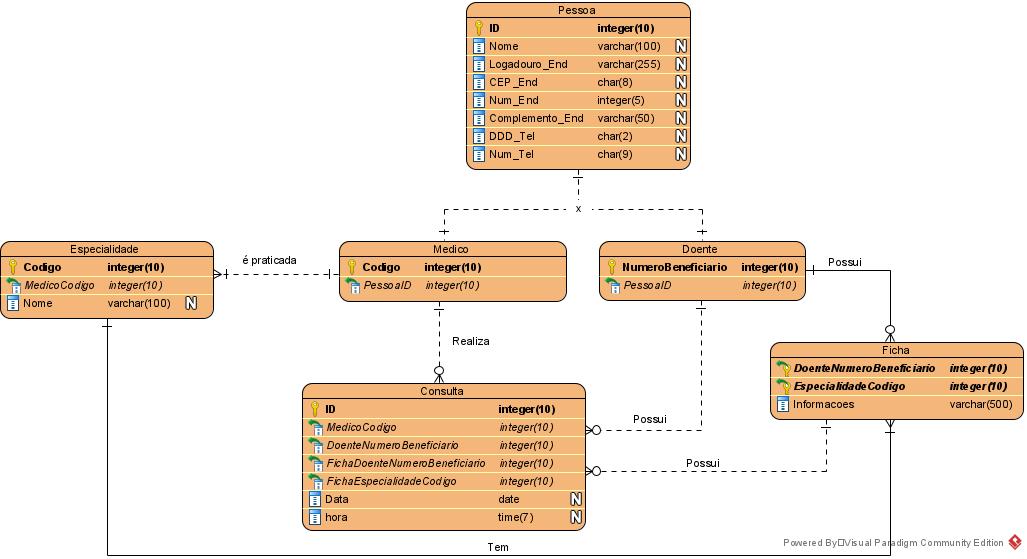 Pessoa
ID integer(10)
Nome varchar(100) N
Logadouro_End varchar(255) N
CEP_End char(8) N
Num_End integer(5) N
Complemento_End varchar(50) N
DDD_Tel char(2) N
Num_Tel char(9) N
x
Especialidade
Codigo integer(10)
MedicoCodigo integer(10)
Nome varchar(100) N
é praticada
Medico
Codigo integer(10)
PessoaID integer(10)
Doente
NumeroBeneficiario integer(10)
PessoaID integer(10)
Possui
Realiza
Ficha
DoenteNumeroBeneficiario integer(10)
EspecialidadeCodigo integer(10)
Informacoes varchar(500)
Consulta
ID integer(10)
MedicoCodigo integer(10)
DoenteNumeroBeneficiario integer(10)
FichaDoenteNumeroBeneficiario integer(10)
FichaEspecialidadeCodigo integer(10)
Data date N
hora time(7) N
Possui
Possui
Tem
Powered By Visual Paradigm Community Edition